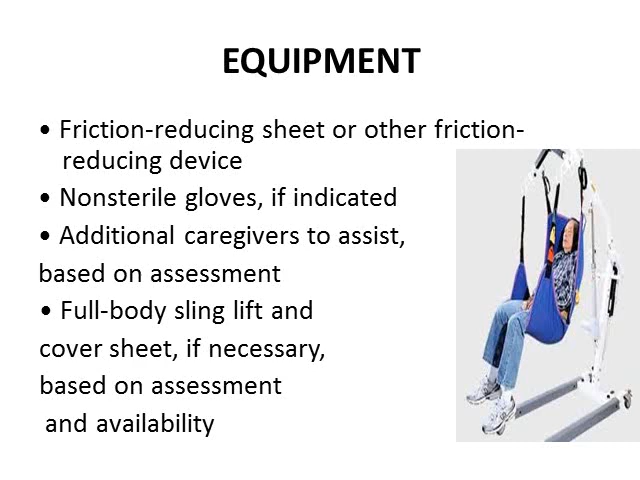 EQUIPMENT
• Friction-reducing sheet or other friction-
reducing device
• Nonsterile gloves, if indicated
• Additional caregivers to assist,
based on assessment
• Full-body sling lift and
cover sheet, if necessary,
based on assessment
and availability